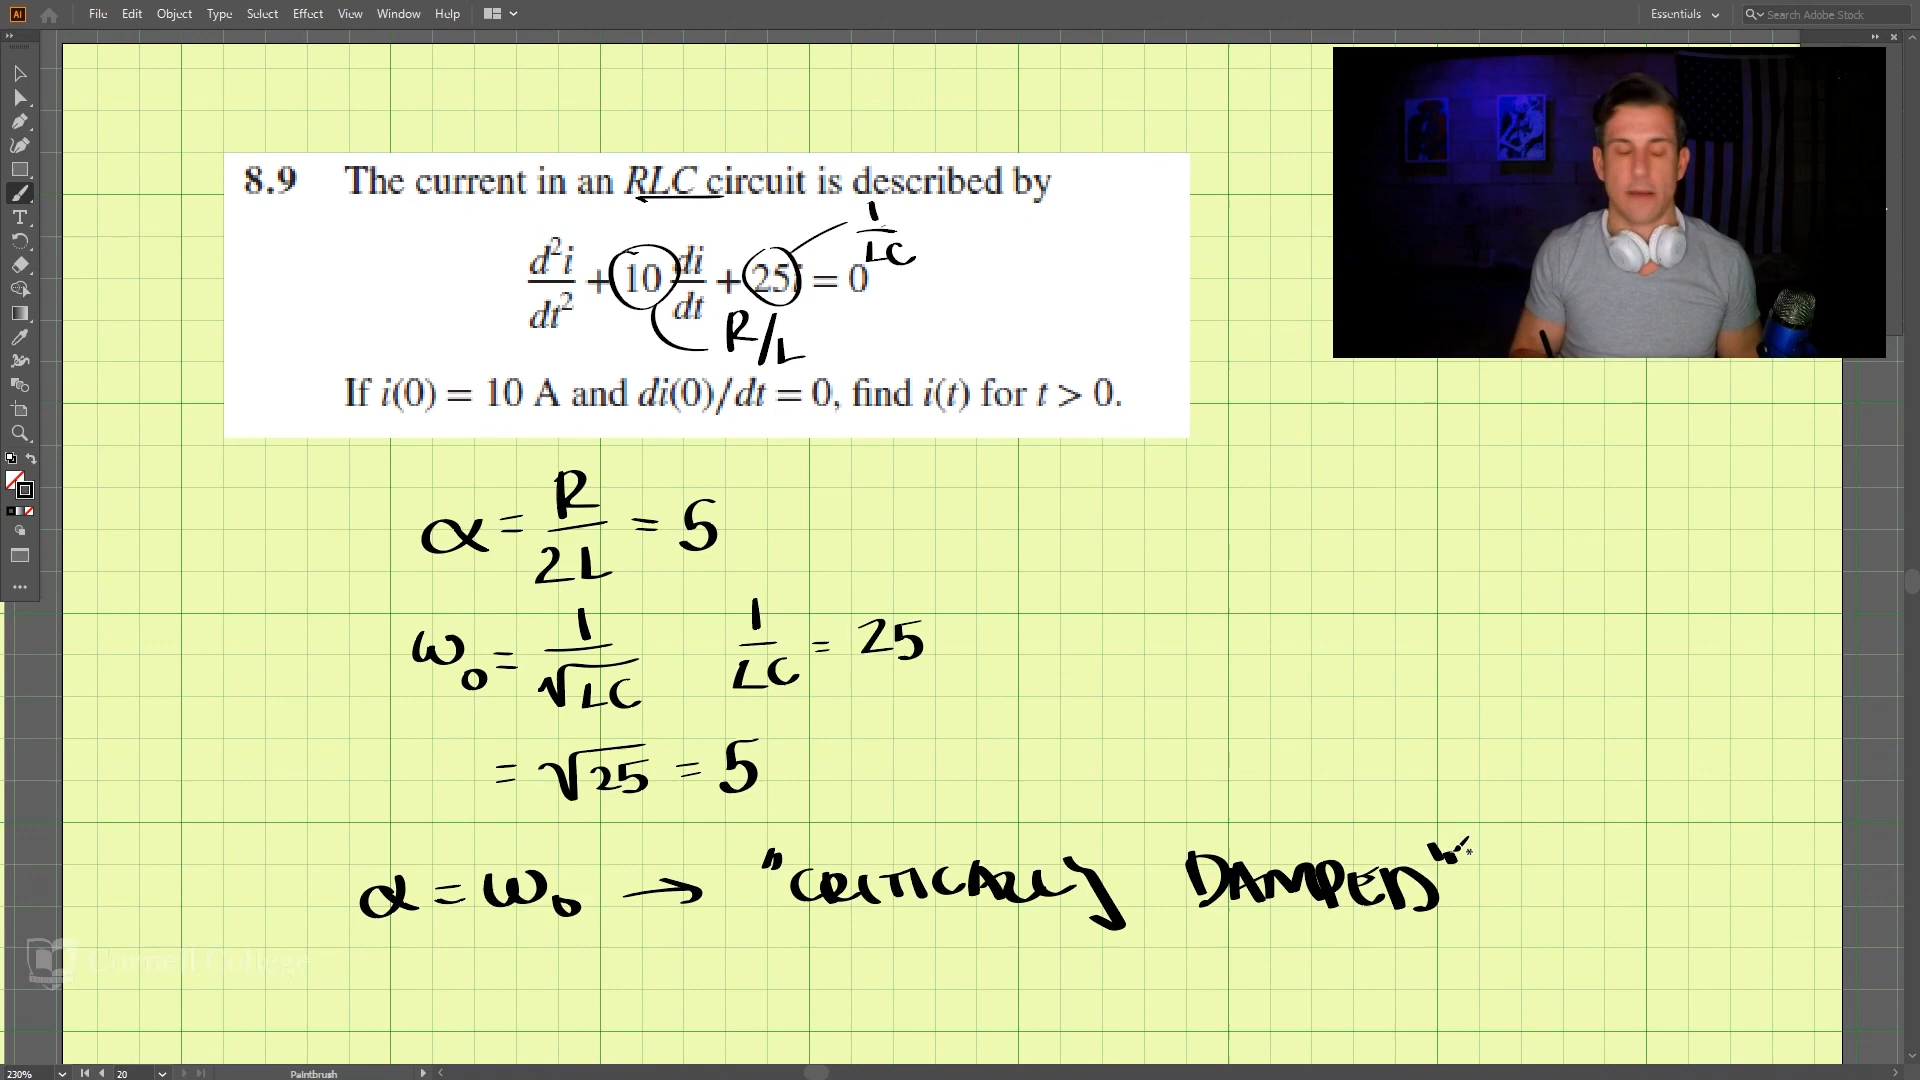 Ai File Edit Object Type Select Effect View Window Help Essentials Search Adobe Stock
8.9 The current in an RLC circuit is described by
d²i/dt² + 10 di/dt + 25i = 0
1/LC
R/L
If i(0) = 10 A and di(0)/dt = 0, find i(t) for t > 0.
α = R/2L = 5
ω₀ = 1/√LC 1/LC = 25
= √25 = 5
α = ω₀ → "CRITICALLY DAMPED"
Cornell College
230% 20 Paintbrush